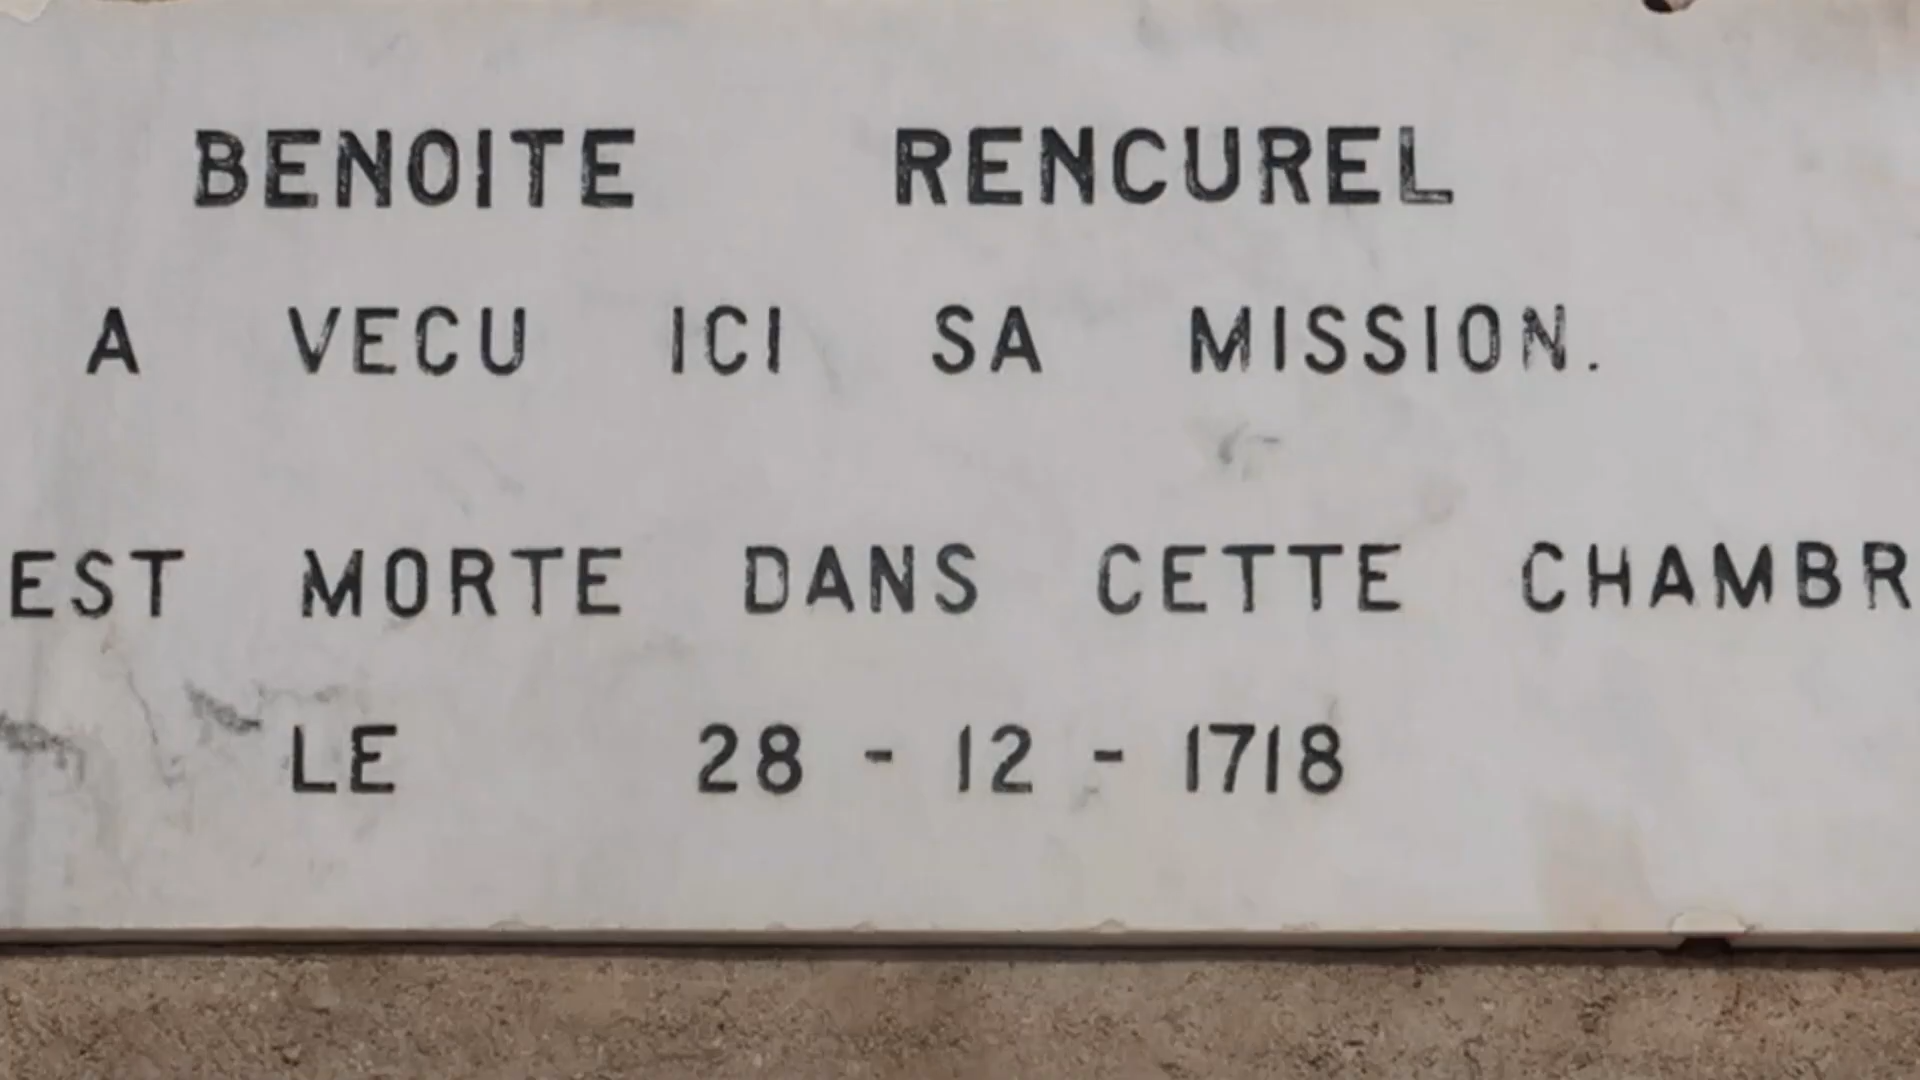 BENOITE RENCUREL
A VECU ICI SA MISSION.
EST MORTE DANS CETTE CHAMBR
LE 28 - 12 - 1718